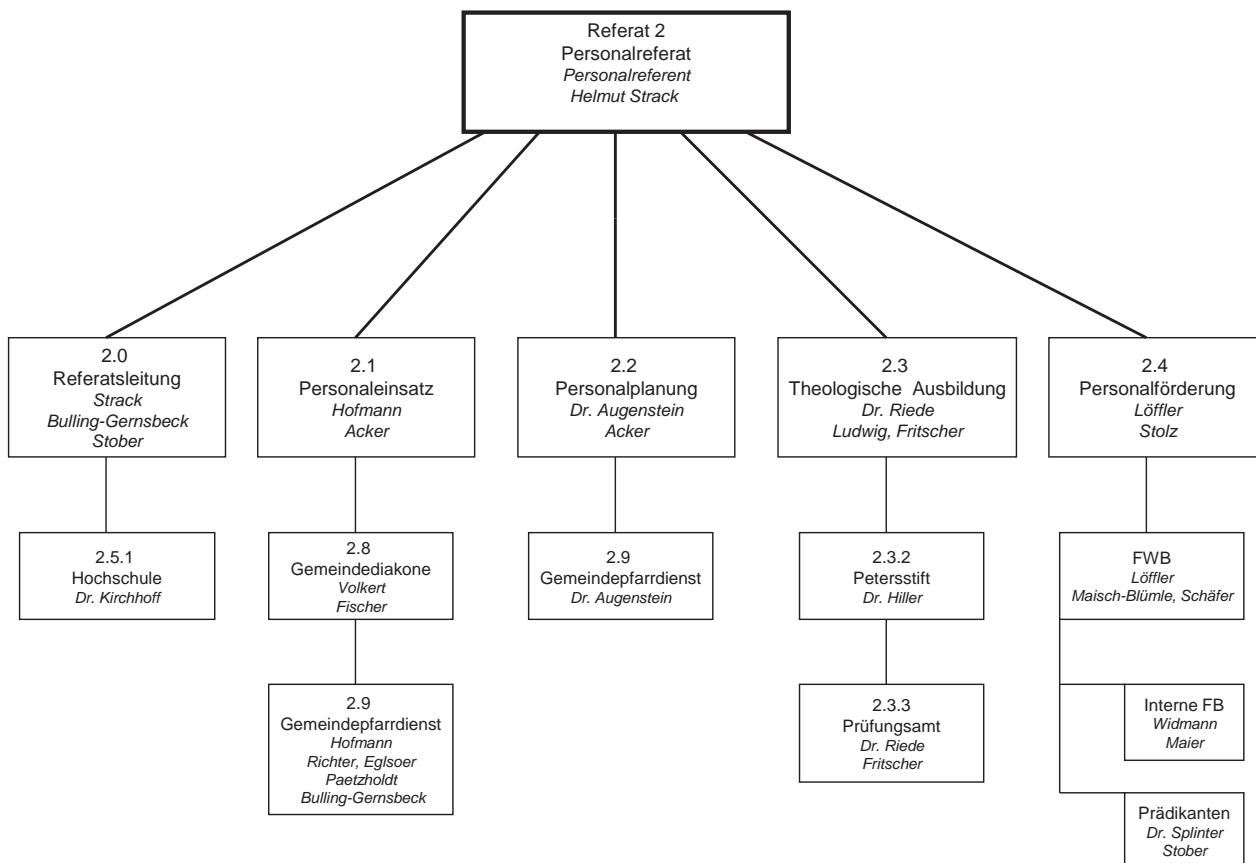 Referat 2
Personalreferat
Personalreferent
Helmut Strack
2.0
Referatsleitung
Strack
Bulling-Gernsbeck
Stober
2.1
Personaleinsatz
Hofmann
Acker
2.2
Personalplanung
Dr. Augenstein
Acker
2.3
Theologische Ausbildung
Dr. Riede
Ludwig, Fritscher
2.4
Personalförderung
Löffler
Stolz
2.5.1
Hochschule
Dr. Kirchhoff
2.8
Gemeindediakone
Volkert
Fischer
2.9
Gemeindepfarrdienst
Dr. Augenstein
2.3.2
Petersstift
Dr. Hiller
FWB
Löffler
Maisch-Blümle, Schäfer
2.9
Gemeindepfarrdienst
Hofmann
Richter, Eglsoer
Paetzholdt
Bulling-Gernsbeck
2.3.3
Prüfungsamt
Dr. Riede
Fritscher
Interne FB
Widmann
Maier
Prädikanten
Dr. Splinter
Stober